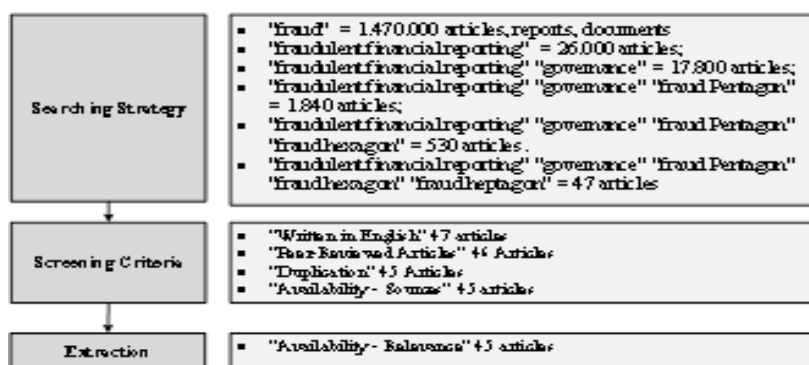 Searching Strategy
▪ "fraud" = 1.470.000 articles, reports, documents
▪ "fraudulent financial reporting" = 26.000 articles;
▪ "fraudulent financial reporting" "governance" = 17.800 articles;
▪ "fraudulent financial reporting" "governance" "fraud Pentagon"
= 1.840 articles;
▪ "fraudulent financial reporting" "governance" "fraud Pentagon"
"fraud hexagon" = 530 articles.
▪ "fraudulent financial reporting" "governance" "fraud Pentagon"
"fraud hexagon" "fraud heptagon" = 47 articles
Screening Criteria
▪ "Written in English" 47 articles
▪ "Peer-Reviewed Articles" 46 Articles
▪ "Duplication" 45 Articles
▪ "Availability - Sources" 45 articles
Extraction
▪ "Availability - Relevance" 45 articles